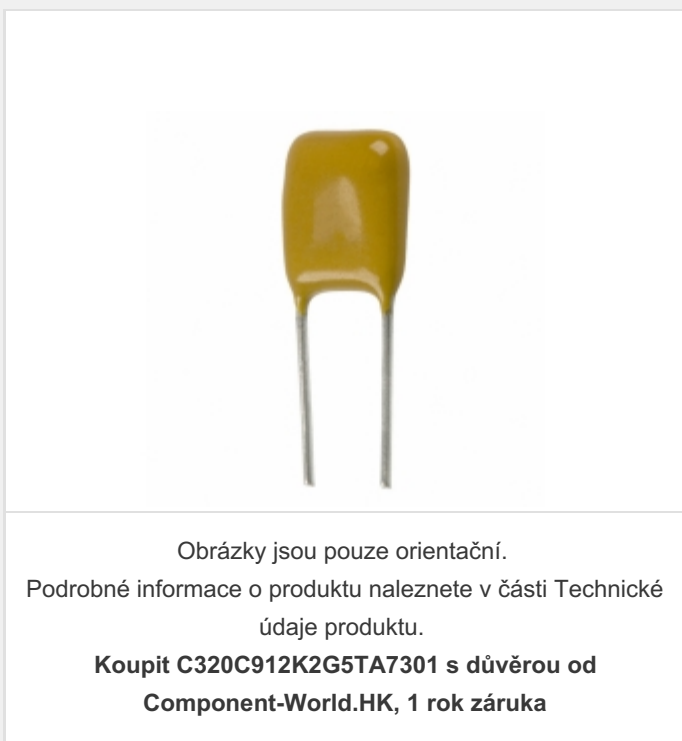 Obrázky jsou pouze orientační.
Podrobné informace o produktu naleznete v části Technické
údaje produktu.
Koupit C320C912K2G5TA7301 s důvěrou od
Component-World.HK, 1 rok záruka